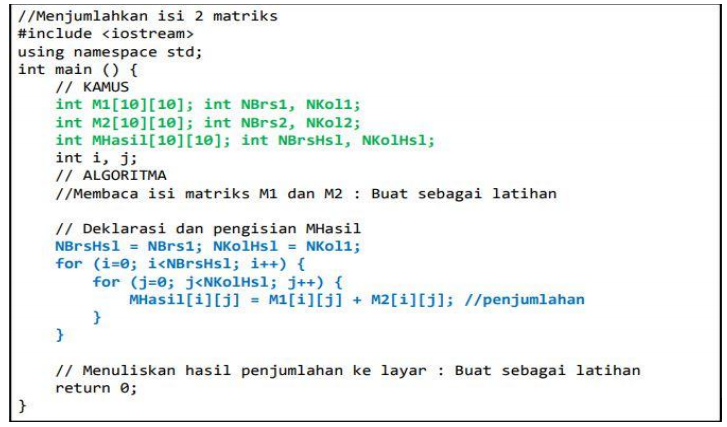 //Menjumlahkan isi 2 matriks
#include <iostream>
using namespace std;
int main () {
    // KAMUS
    int M1[10][10]; int NBrs1, NKol1;
    int M2[10][10]; int NBrs2, NKol2;
    int MHasil[10][10]; int NBrsHsl, NKolHsl;
    int i, j;
    // ALGORITMA
    //Membaca isi matriks M1 dan M2 : Buat sebagai latihan
    // Deklarasi dan pengisian MHasil
    NBrsHsl = NBrs1; NKolHsl = NKol1;
    for (i=0; i<NBrsHsl; i++) {
        for (j=0; j<NKolHsl; j++) {
            MHasil[i][j] = M1[i][j] + M2[i][j]; //penjumlahan
        }
    }
    // Menuliskan hasil penjumlahan ke layar : Buat sebagai latihan
    return 0;
}